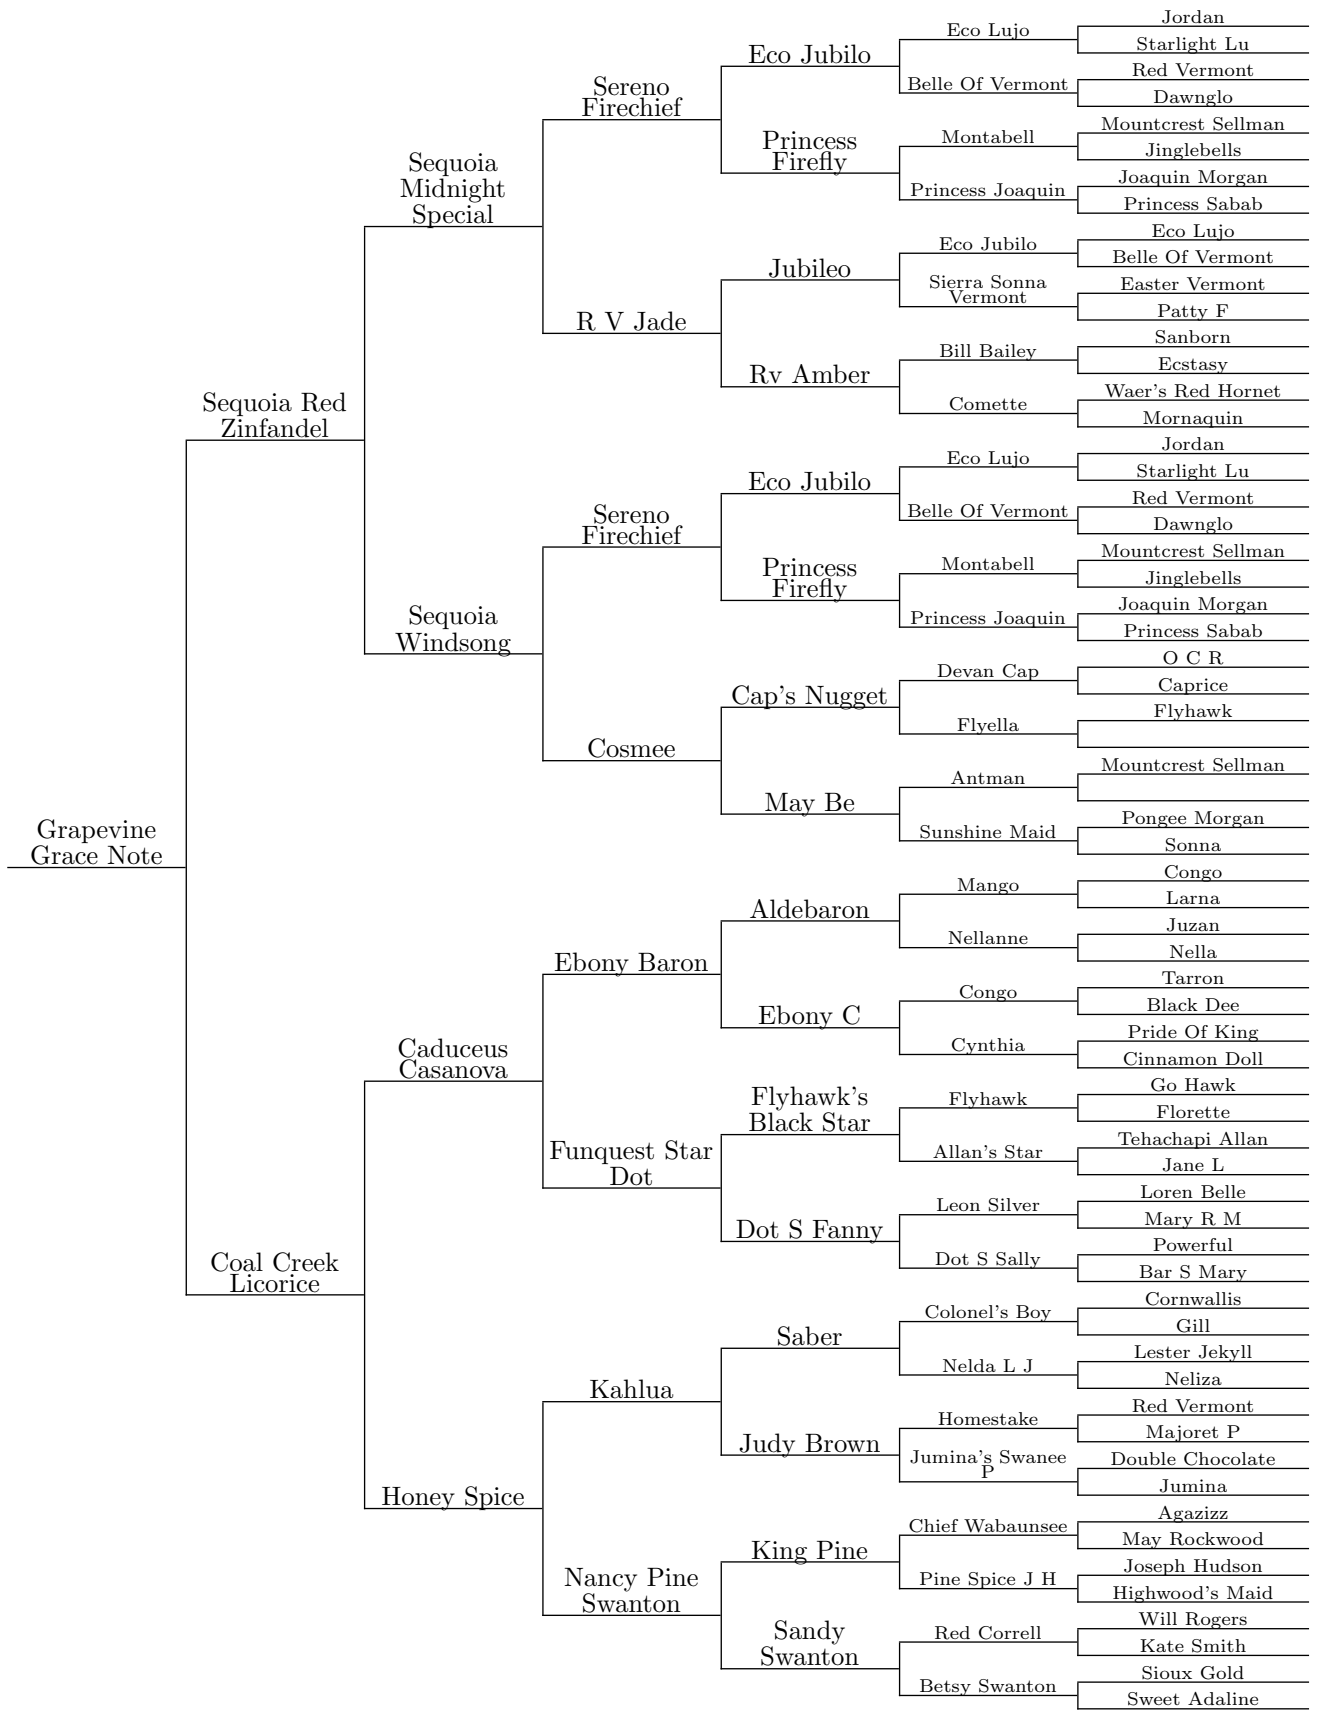 Jordan
Eco Lujo
Starlight Lu
Eco Jubilo
Red Vermont
Belle Of Vermont
Dawnglo
Sereno
Firechief
Mountcrest Sellman
Montabell
Jinglebells
Princess
Firefly
Joaquin Morgan
Princess Joaquin
Princess Sabab
Sequoia
Midnight
Special
Eco Lujo
Eco Jubilo
Belle Of Vermont
Jubileo
Easter Vermont
Sierra Sonna
Vermont
Patty F
R V Jade
Sanborn
Bill Bailey
Ecstasy
Rv Amber
Waer's Red Hornet
Comette
Mornaquin
Sequoia Red
Zinfandel
Jordan
Eco Lujo
Starlight Lu
Eco Jubilo
Red Vermont
Belle Of Vermont
Dawnglo
Sereno
Firechief
Mountcrest Sellman
Montabell
Jinglebells
Princess
Firefly
Joaquin Morgan
Princess Joaquin
Princess Sabab
Sequoia
Windsong
O C R
Devan Cap
Caprice
Cap's Nugget
Flyhawk
Flyella
Cosmee
Mountcrest Sellman
Antman
May Be
Pongee Morgan
Sunshine Maid
Sonna
Grapevine
Grace Note
Congo
Mango
Larna
Aldebaron
Juzan
Nellanne
Nella
Ebony Baron
Tarron
Congo
Black Dee
Ebony C
Pride Of King
Cynthia
Cinnamon Doll
Caduceus
Casanova
Go Hawk
Flyhawk
Florette
Flyhawk's
Black Star
Tehachapi Allan
Allan's Star
Jane L
Funquest Star
Dot
Loren Belle
Leon Silver
Mary R M
Dot S Fanny
Powerful
Dot S Sally
Bar S Mary
Coal Creek
Licorice
Cornwallis
Colonel's Boy
Gill
Saber
Lester Jekyll
Nelda L J
Neliza
Kahlua
Red Vermont
Homestake
Majoret P
Judy Brown
Double Chocolate
Jumina's Swanee
P
Jumina
Honey Spice
Agazizz
Chief Wabaunsee
May Rockwood
King Pine
Joseph Hudson
Pine Spice J H
Highwood's Maid
Nancy Pine
Swanton
Will Rogers
Red Correll
Kate Smith
Sandy
Swanton
Sioux Gold
Betsy Swanton
Sweet Adaline